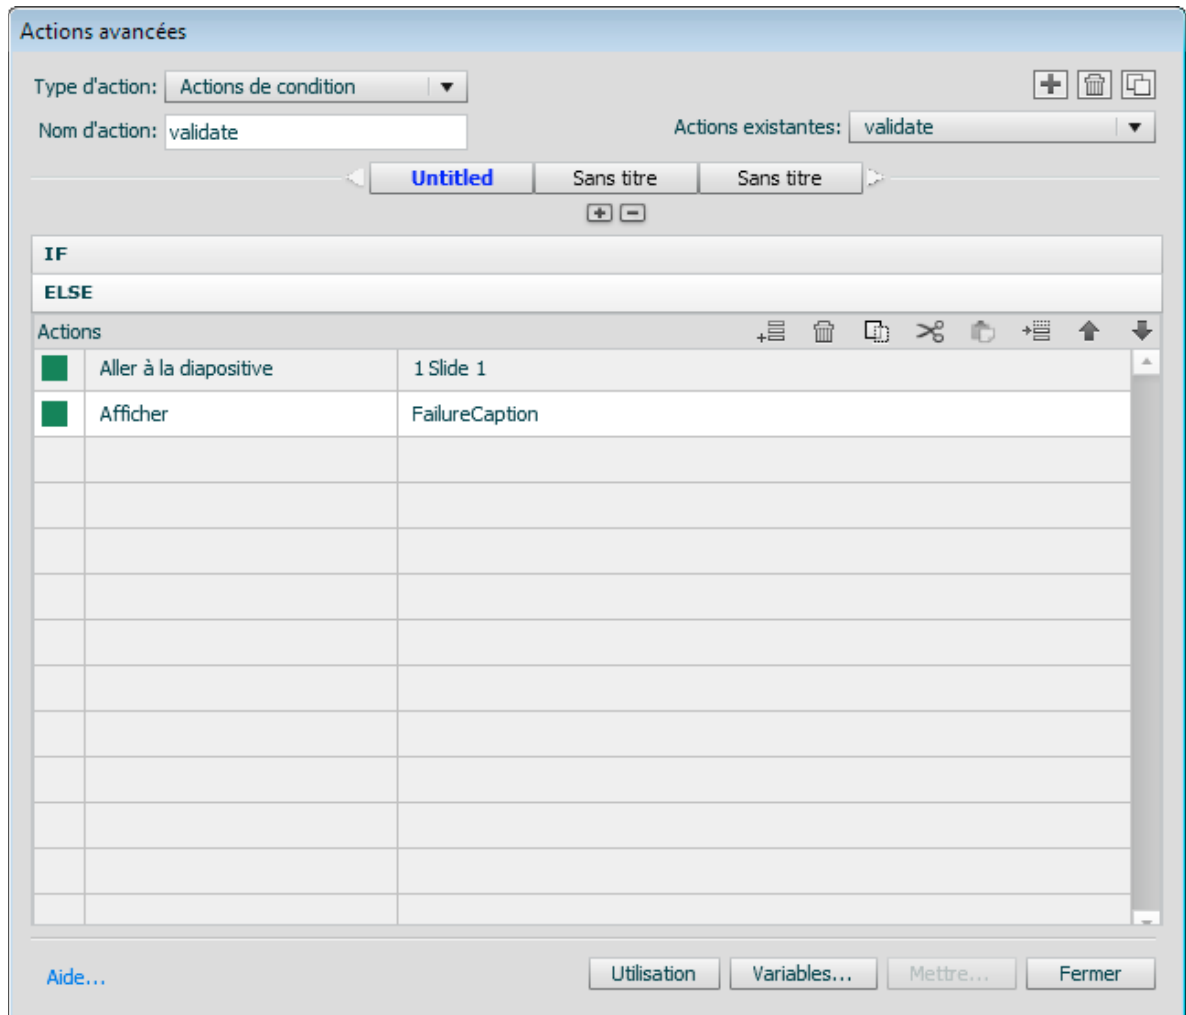 Actions avancées
Type d'action: Actions de condition
Nom d'action: validate
Actions existantes: validate
Untitled Sans titre Sans titre
IF
ELSE
Actions
Aller à la diapositive 1 Slide 1
Afficher FailureCaption
Aide... Utilisation Variables... Mettre... Fermer